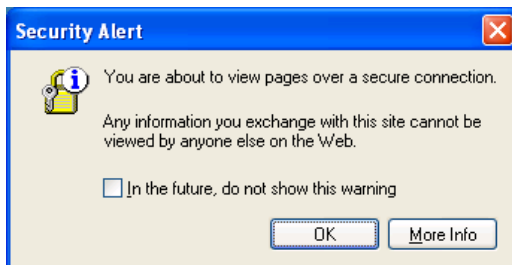 Security Alert
You are about to view pages over a secure connection.
Any information you exchange with this site cannot be
viewed by anyone else on the Web.
In the future, do not show this warning
OK
More Info